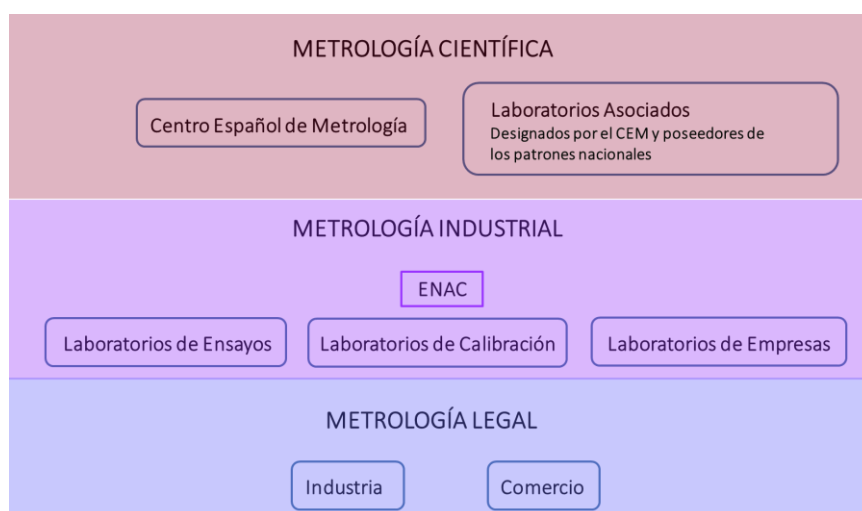 METROLOGÍA CIENTÍFICA
Centro Español de Metrología
Laboratorios Asociados
Designados por el CEM y poseedores de
los patrones nacionales
METROLOGÍA INDUSTRIAL
ENAC
Laboratorios de Ensayos
Laboratorios de Calibración
Laboratorios de Empresas
METROLOGÍA LEGAL
Industria
Comercio